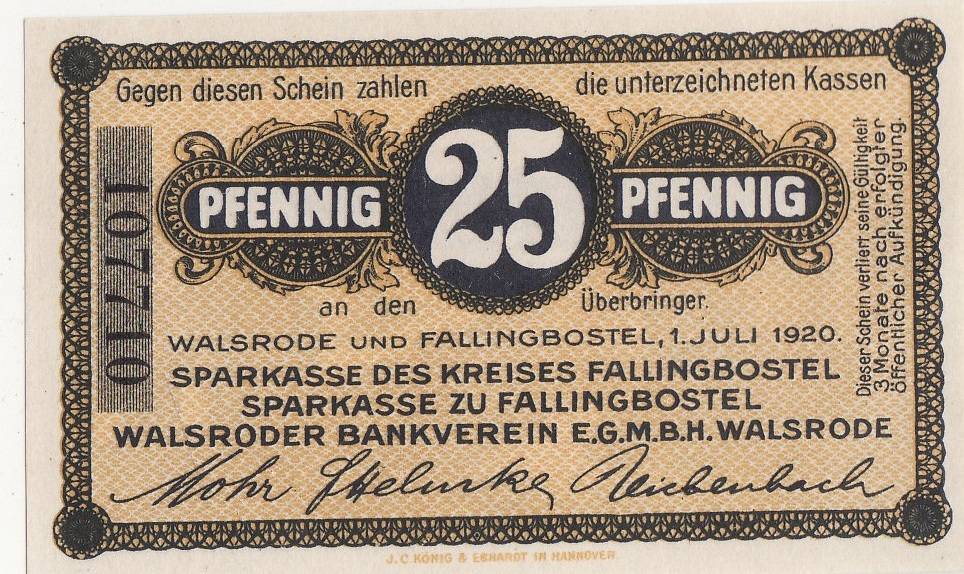 Gegen diesen Schein zahlen die unterzeichneten Kassen
PFENNIG 25 PFENNIG
an den Überbringer.
WALSRODE UND FALLINGBOSTEL, 1. JULI 1920.
SPARKASSE DES KREISES FALLINGBOSTEL
SPARKASSE ZU FALLINGBOSTEL
WALSRODER BANKVEREIN E.G.M.B.H. WALSRODE
Mohr Helmke Reichenbach
Dieser Schein verliert seine Gültigkeit
3 Monate nach erfolgter
öffentlicher Aufkündigung.
J. C. KÖNIG & EBHARDT IN HANNOVER